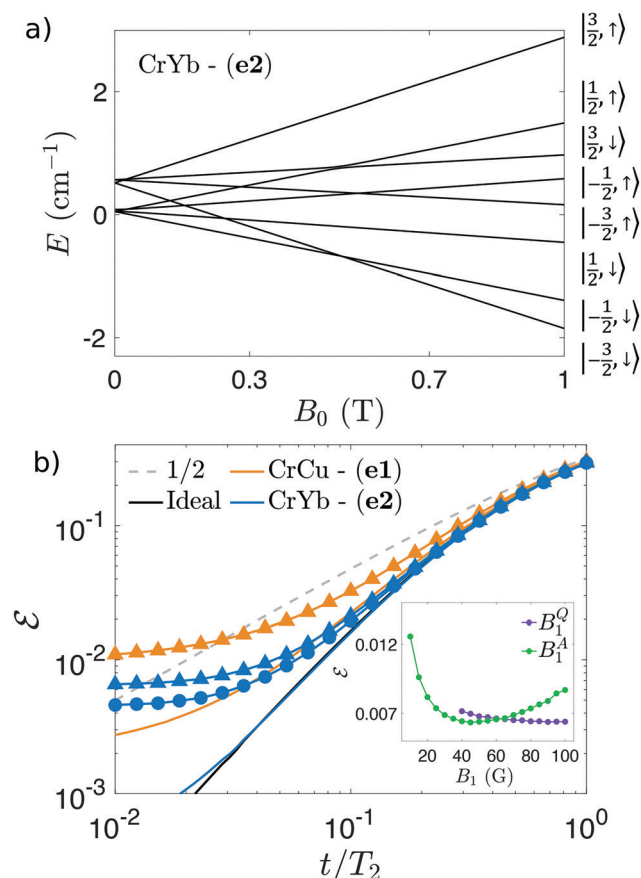 a)
CrYb - (e2)
E (cm⁻¹)
2
0
-2
0
0.3
0.7
1
B₀ (T)
|3/2, ↑⟩
|1/2, ↑⟩
|3/2, ↓⟩
|-1/2, ↑⟩
|-3/2, ↑⟩
|1/2, ↓⟩
|-1/2, ↓⟩
|-3/2, ↓⟩
b)
1/2
CrCu - (e1)
Ideal
CrYb - (e2)
ℰ
10⁻¹
10⁻²
10⁻³
10⁻²
10⁻¹
10⁰
t/T₂
ℰ
0.012
0.007
B₁^Q
B₁^A
20 40 60 80 100
B₁ (G)